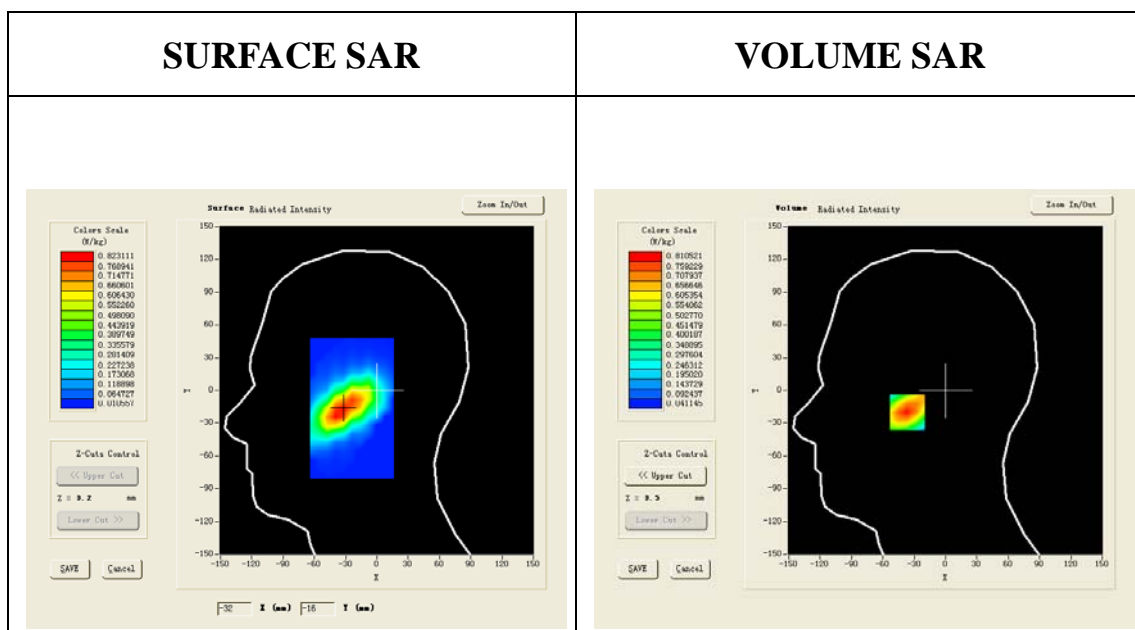 SURFACE SAR
VOLUME SAR
Surface Radiated Intensity
Zoom In/Out
Colors Scale
(W/kg)
0.823111
0.768941
0.714771
0.660601
0.606430
0.552260
0.498090
0.443919
0.389749
0.335579
0.281409
0.227238
0.173068
0.118898
0.064727
0.010557
150
120
90
60
30
0
-30
-60
-90
-120
-150
-150 -120 -90 -60 -30 0 30 60 90 120 150
X
Y
Z-Cuts Control
<< Upper Cut
Z = 0.2 mm
Lower Cut >>
SAVE Cancel
-32 X (mm) -16 Y (mm)
Volume Radiated Intensity
Zoom In/Out
Colors Scale
(W/kg)
0.810521
0.759229
0.707937
0.656646
0.605354
0.554062
0.502770
0.451479
0.400187
0.348895
0.297604
0.246312
0.195020
0.143729
0.092437
0.041145
150
120
90
60
30
0
-30
-60
-90
-120
-150
-150 -120 -90 -60 -30 0 30 60 90 120 150
X
Y
Z-Cuts Control
<< Upper Cut
Z = 0.5 mm
Lower Cut >>
SAVE Cancel